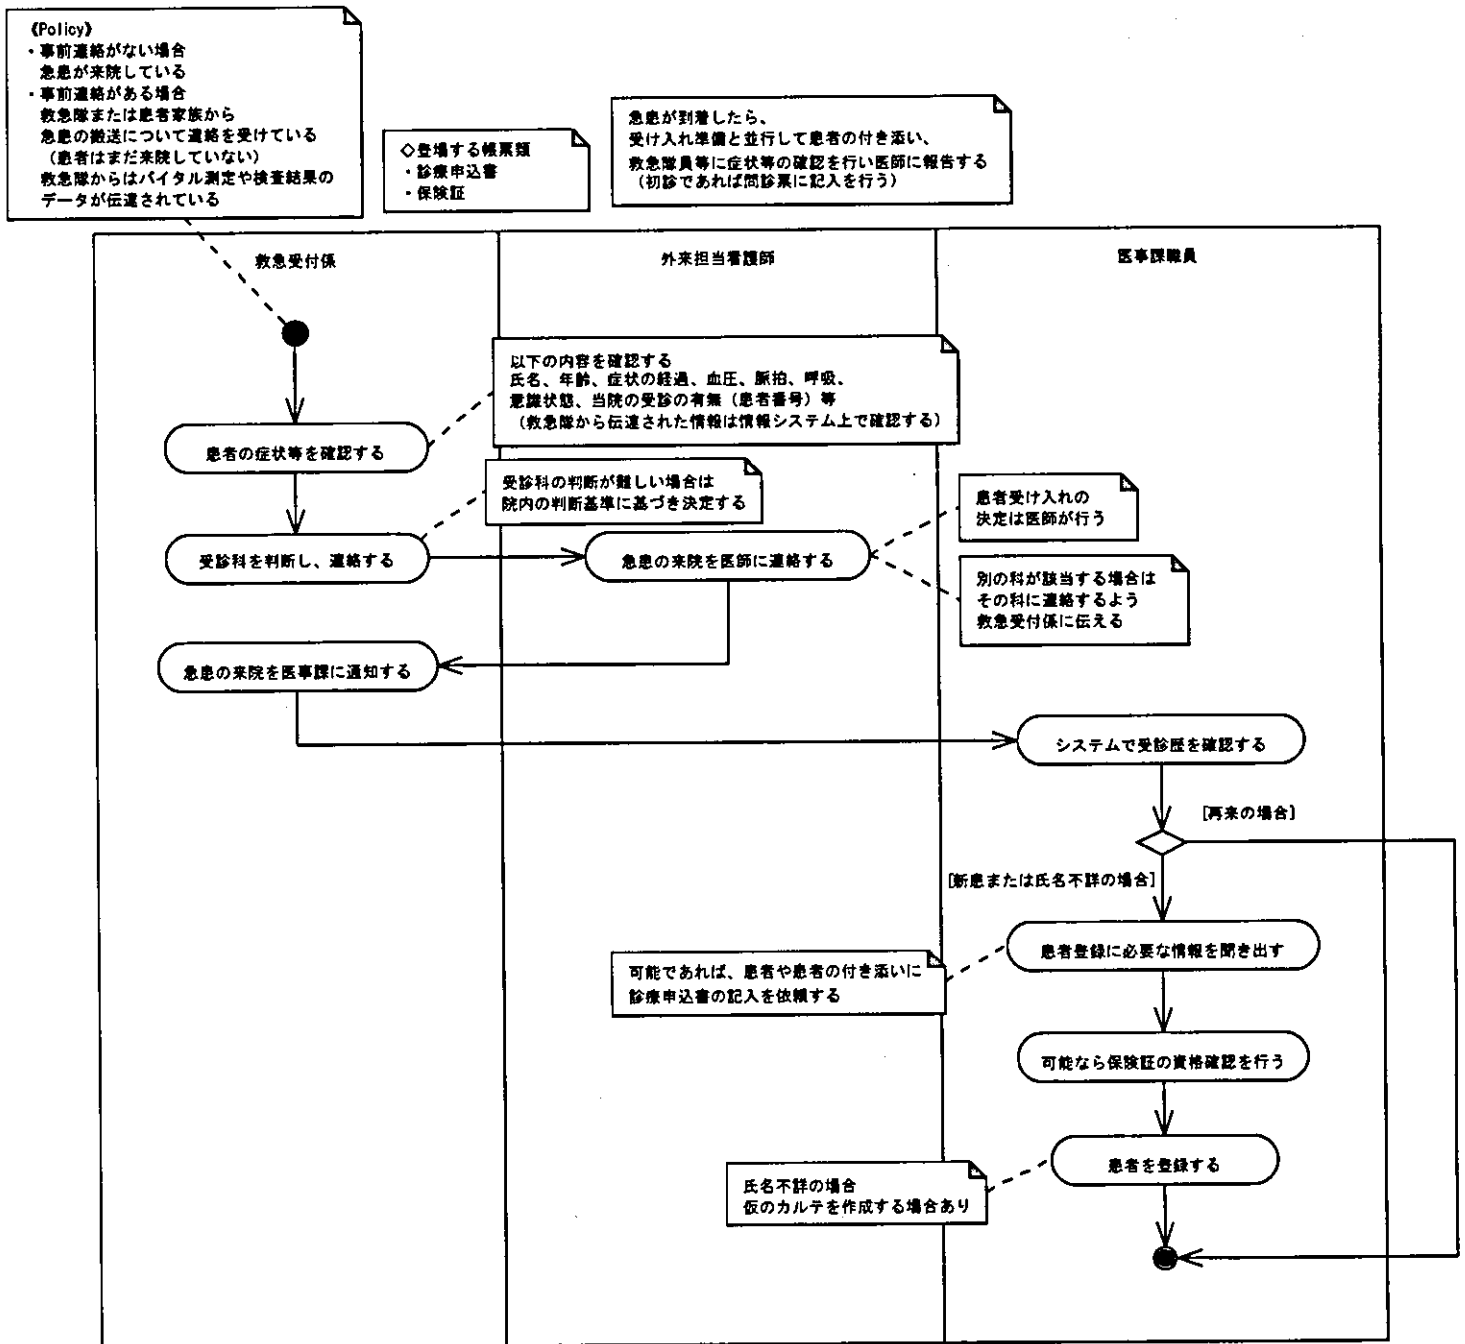 《Policy》
・事前連絡がない場合
急患が来院している
・事前連絡がある場合
救急隊または患者家族から
急患の搬送について連絡を受けている
（患者はまだ来院していない）
救急隊からはバイタル測定や検査結果の
データが伝達されている
◇登場する帳票類
・診療申込書
・保険証
急患が到着したら、
受け入れ準備と並行して患者の付き添い、
救急隊員等に症状等の確認を行い医師に報告する
（初診であれば問診票に記入を行う）
救急受付係
外来担当看護師
医事課職員
以下の内容を確認する
氏名、年齢、症状の経過、血圧、脈拍、呼吸、
意識状態、当院の受診の有無（患者番号）等
（救急隊から伝達された情報は情報システム上で確認する）
患者の症状等を確認する
受診科の判断が難しい場合は
院内の判断基準に基づき決定する
患者受け入れの
決定は医師が行う
受診科を判断し、連絡する
急患の来院を医師に連絡する
別の科が該当する場合は
その科に連絡するよう
救急受付係に伝える
急患の来院を医事課に通知する
システムで受診歴を確認する
[再来の場合]
[新患または氏名不詳の場合]
患者登録に必要な情報を聞き出す
可能であれば、患者や患者の付き添いに
診療申込書の記入を依頼する
可能なら保険証の資格確認を行う
患者を登録する
氏名不詳の場合
仮のカルテを作成する場合あり